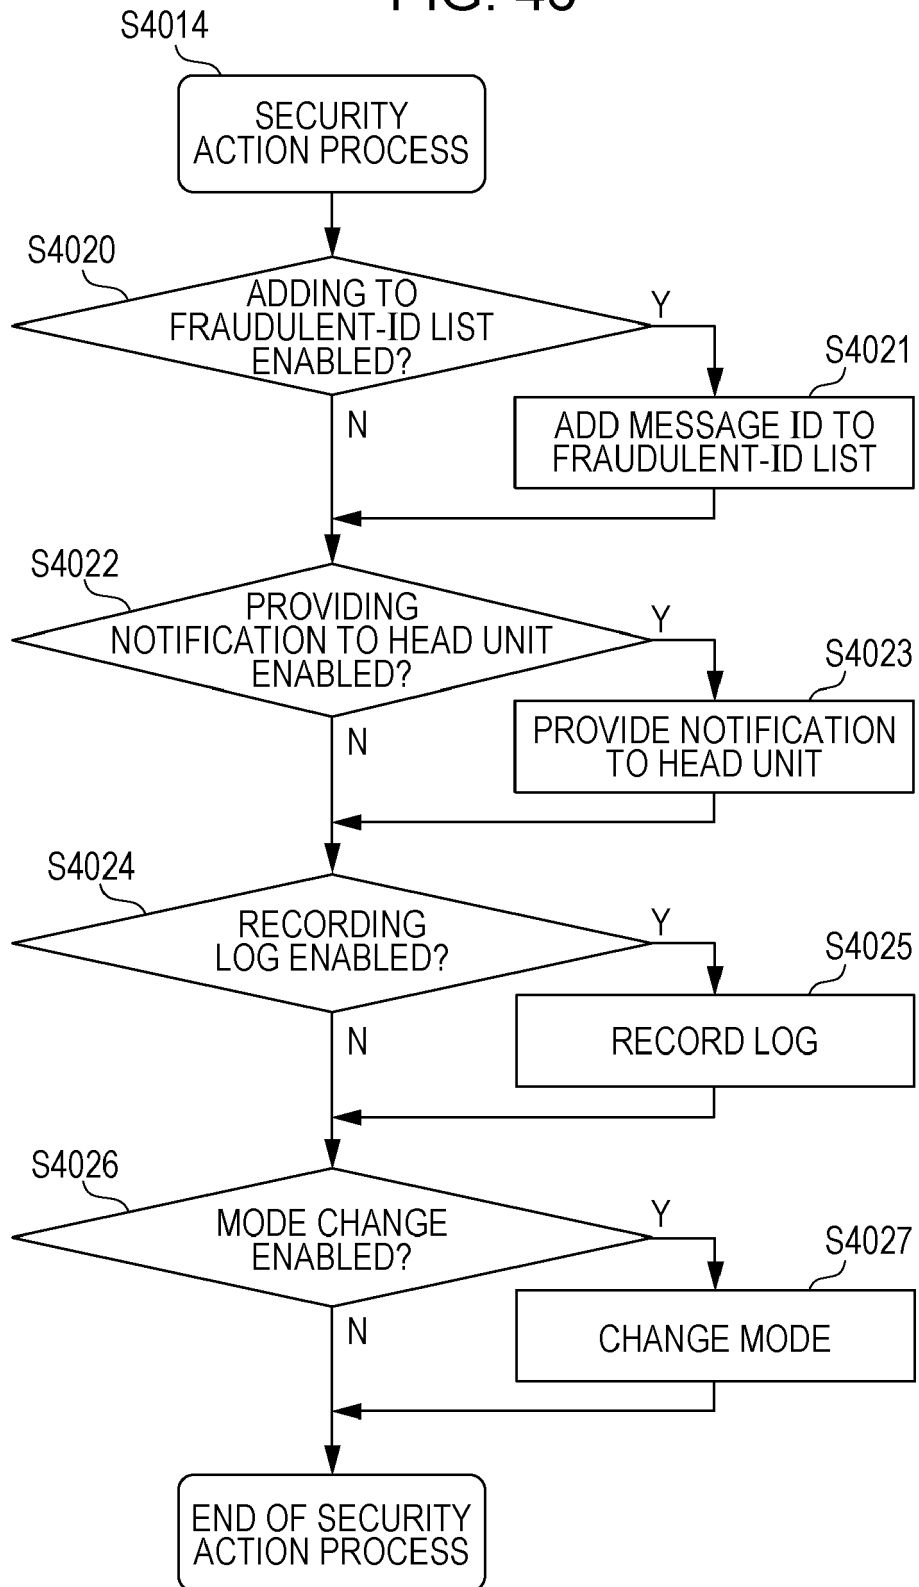 S4014
SECURITY
ACTION PROCESS
S4020
ADDING TO
FRAUDULENT-ID LIST
ENABLED?
Y
N
S4021
ADD MESSAGE ID TO
FRAUDULENT-ID LIST
S4022
PROVIDING
NOTIFICATION TO HEAD UNIT
ENABLED?
Y
N
S4023
PROVIDE NOTIFICATION
TO HEAD UNIT
S4024
RECORDING
LOG ENABLED?
Y
N
S4025
RECORD LOG
S4026
MODE CHANGE
ENABLED?
Y
N
S4027
CHANGE MODE
END OF SECURITY
ACTION PROCESS